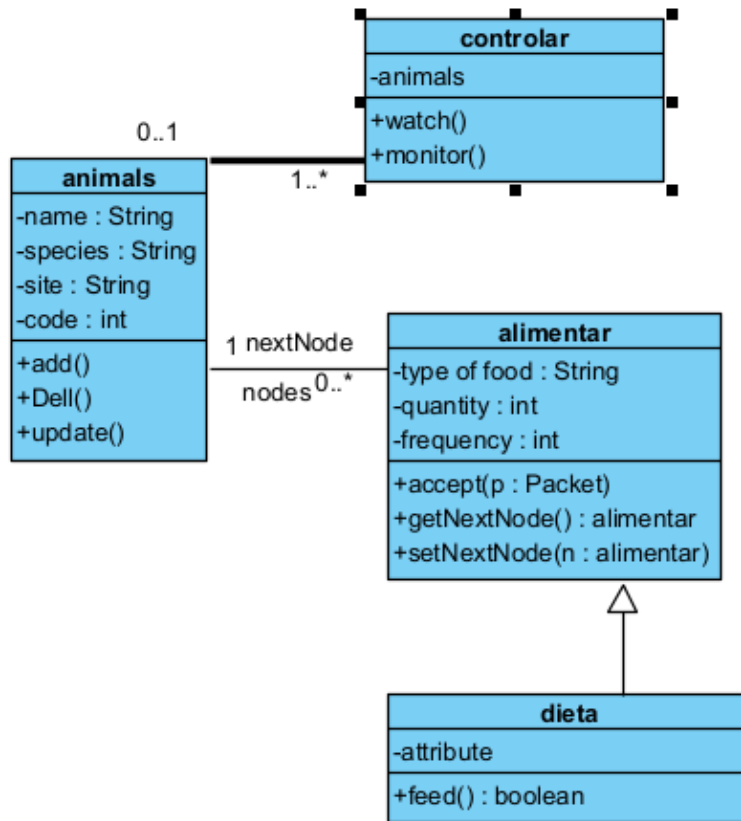 controlar
-animals
+watch()
+monitor()
0..1
1..*
animals
-name : String
-species : String
-site : String
-code : int
+add()
+Dell()
+update()
1 nextNode
nodes 0..*
alimentar
-type of food : String
-quantity : int
-frequency : int
+accept(p : Packet)
+getNextNode() : alimentar
+setNextNode(n : alimentar)
dieta
-attribute
+feed() : boolean